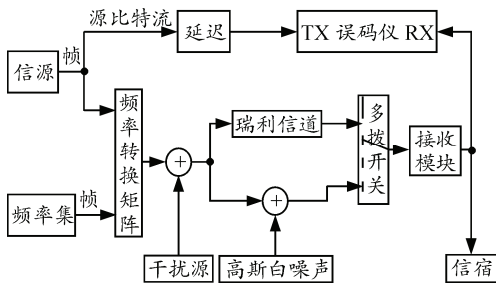 源比特流
延迟
TX 误码仪 RX
帧
信源
频率转换矩阵
瑞利信道
多拨开关
接收模块
+
帧
频率集
+
干扰源
高斯白噪声
信宿